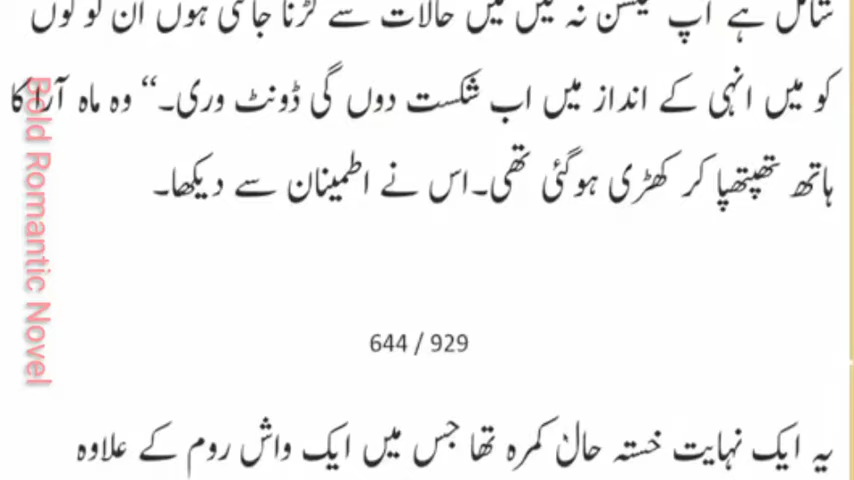 شامل ہے آپ ٹینشن نہ لیں میں حالات سے لڑنا جانتی ہوں ان لوگوں
کو میں انہی کے انداز میں اب شکست دوں گی ڈونٹ وری۔“ وہ ماہ آرا کا
ہاتھ تھپتھپا کر کھڑی ہوگئی تھی۔اس نے اطمینان سے دیکھا۔
644 / 929
یہ ایک نہایت خستہ حال کمرہ تھا جس میں ایک واش روم کے علاوہ
Bold Romantic Novel